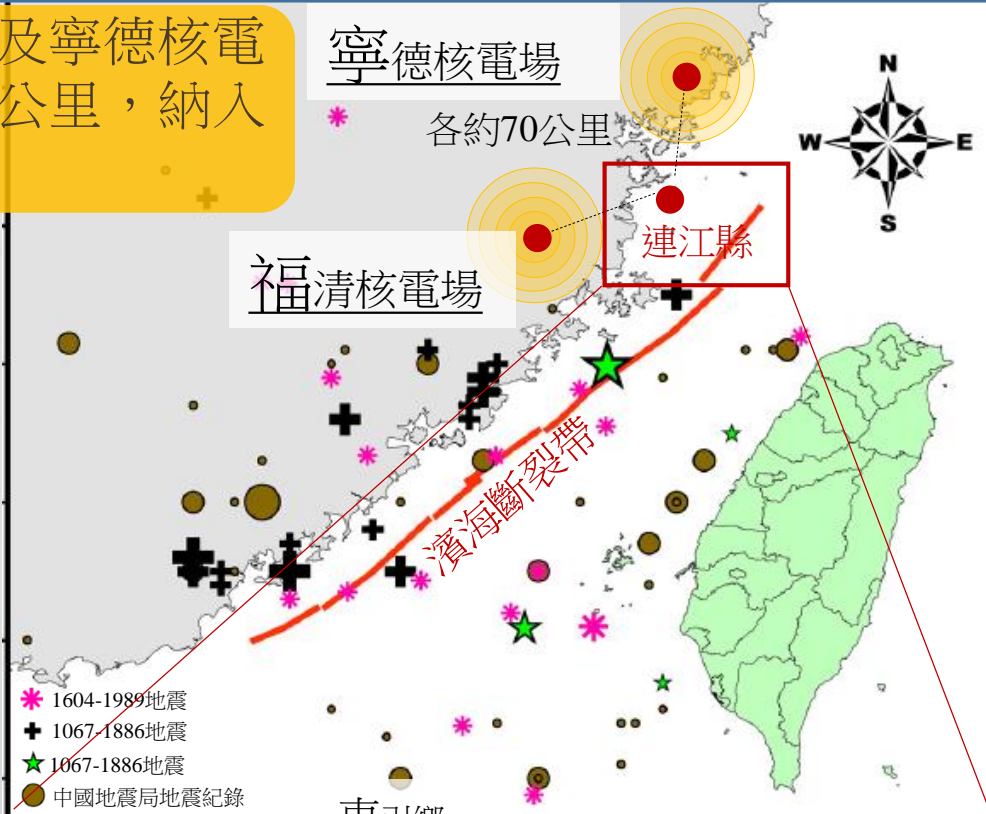 及寧德核電
公里，納入
寧德核電場
各約70公里
N
W
E
S
連江縣
福清核電場
濱海斷裂帶
1604-1989地震
1067-1886地震
1067-1886地震
中國地震局地震紀錄
東引鄉